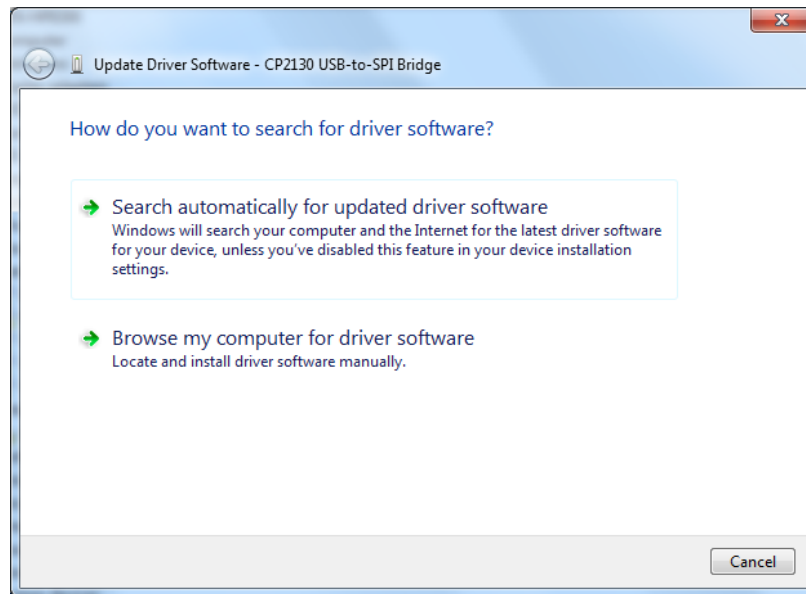 Update Driver Software - CP2130 USB-to-SPI Bridge
How do you want to search for driver software?
Search automatically for updated driver software
Windows will search your computer and the Internet for the latest driver software
for your device, unless you've disabled this feature in your device installation
settings.
Browse my computer for driver software
Locate and install driver software manually.
Cancel